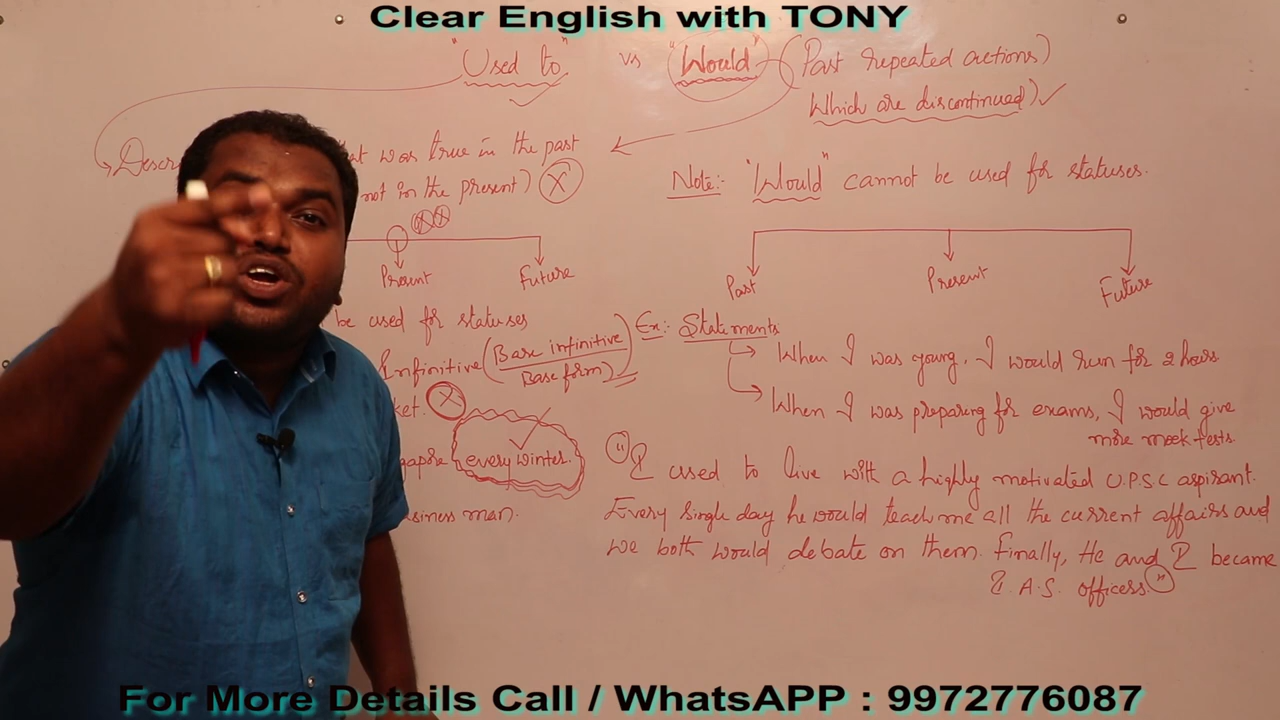 Clear English with TONY
"Used to" vs "Would" (Past repeated actions)
Which are discontinued) ✓
Descr at was true in the past
not in the present) X
XX
Present Future
be used for statuses
Infinitive (Base infinitive/Base form)
ket. X
gapore every winter.
siness man.
Note:- "Would" cannot be used for statuses.
Past Present Future
Ex:- Statements
When I was young, I would run for 2 hours
When I was preparing for exams, I would give
more mock tests.
"I used to live with a highly motivated U.P.S.C aspirant.
Every single day he would teach me all the current affairs and
we both would debate on them. Finally, He and I became
I.A.S. officers."
For More Details Call / WhatsAPP : 9972776087